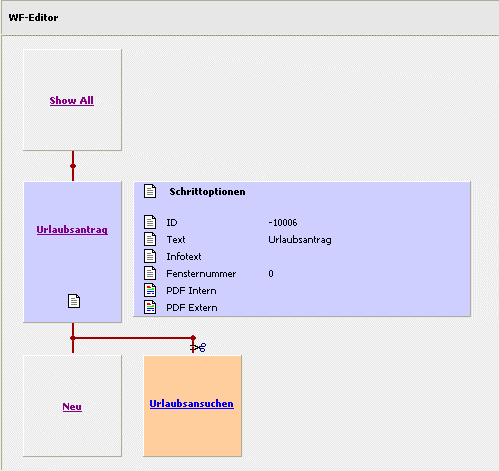 WF-Editor
Show All
Urlaubsantrag
Schrittoptionen
ID -10006
Text Urlaubsantrag
Infotext
Fensternummer 0
PDF Intern
PDF Extern
Neu
Urlaubsansuchen